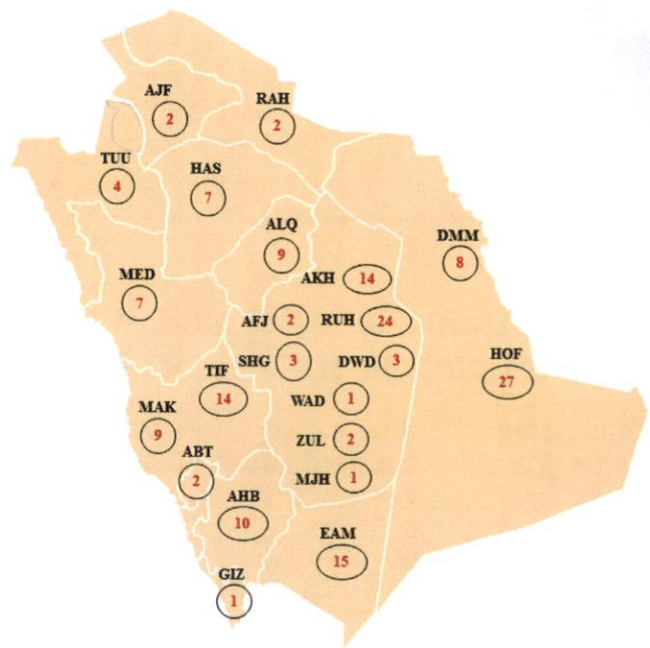 AJF
2
RAH
2
TUU
4
HAS
7
ALQ
9
DMM
8
AKH 14
MED
7
AFJ 2
RUH 24
SHG 3
DWD 3
HOF
27
TIF
14
WAD 1
MAK
9
ZUL 2
ABT
2
MJH 1
AHB
10
EAM
15
GIZ
1